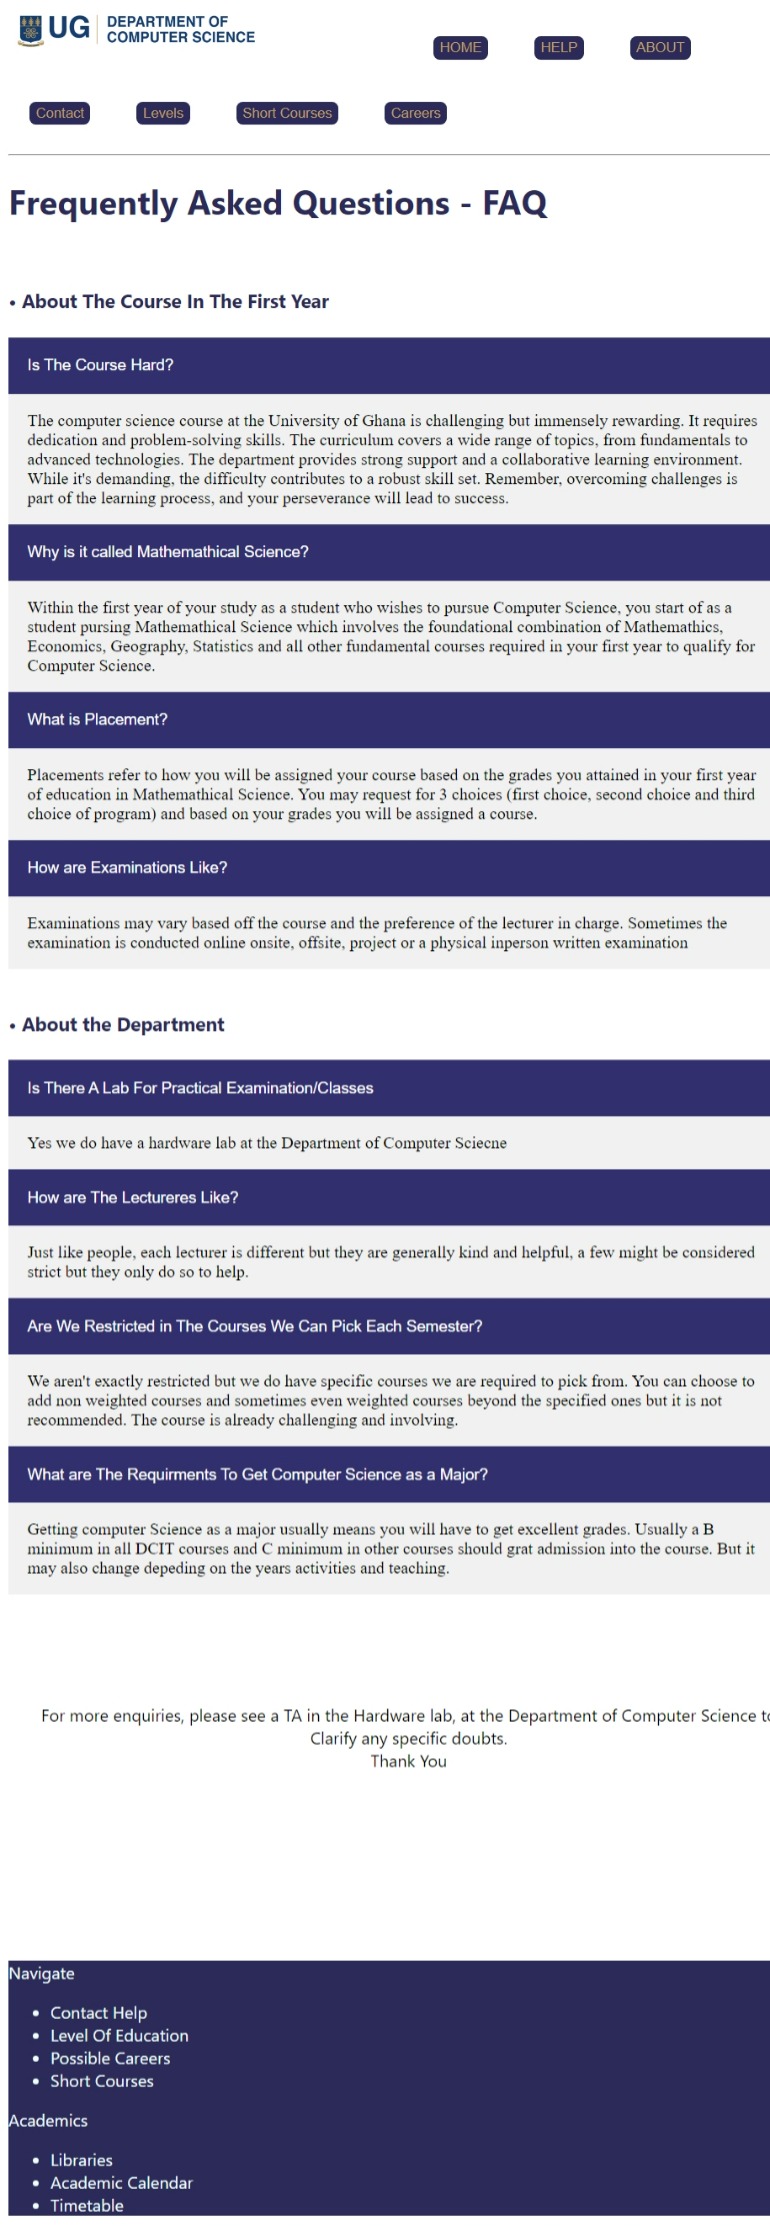 UG DEPARTMENT OF
COMPUTER SCIENCE
HOME HELP ABOUT
Contact Levels Short Courses Careers
Frequently Asked Questions - FAQ
• About The Course In The First Year
Is The Course Hard?
The computer science course at the University of Ghana is challenging but immensely rewarding. It requires
dedication and problem-solving skills. The curriculum covers a wide range of topics, from fundamentals to
advanced technologies. The department provides strong support and a collaborative learning environment.
While it's demanding, the difficulty contributes to a robust skill set. Remember, overcoming challenges is
part of the learning process, and your perseverance will lead to success.
Why is it called Mathemathical Science?
Within the first year of your study as a student who wishes to pursue Computer Science, you start of as a
student pursing Mathemathical Science which involves the foundational combination of Mathemathics,
Economics, Geography, Statistics and all other fundamental courses required in your first year to qualify for
Computer Science.
What is Placement?
Placements refer to how you will be assigned your course based on the grades you attained in your first year
of education in Mathemathical Science. You may request for 3 choices (first choice, second choice and third
choice of program) and based on your grades you will be assigned a course.
How are Examinations Like?
Examinations may vary based off the course and the preference of the lecturer in charge. Sometimes the
examination is conducted online onsite, offsite, project or a physical inperson written examination
• About the Department
Is There A Lab For Practical Examination/Classes
Yes we do have a hardware lab at the Department of Computer Sciecne
How are The Lectureres Like?
Just like people, each lecturer is different but they are generally kind and helpful, a few might be considered
strict but they only do so to help.
Are We Restricted in The Courses We Can Pick Each Semester?
We aren't exactly restricted but we do have specific courses we are required to pick from. You can choose to
add non weighted courses and sometimes even weighted courses beyond the specified ones but it is not
recommended. The course is already challenging and involving.
What are The Requirments To Get Computer Science as a Major?
Getting computer Science as a major usually means you will have to get excellent grades. Usually a B
minimum in all DCIT courses and C minimum in other courses should grat admission into the course. But it
may also change depeding on the years activities and teaching.
For more enquiries, please see a TA in the Hardware lab, at the Department of Computer Science to
Clarify any specific doubts.
Thank You
Navigate
• Contact Help
• Level Of Education
• Possible Careers
• Short Courses
Academics
• Libraries
• Academic Calendar
• Timetable